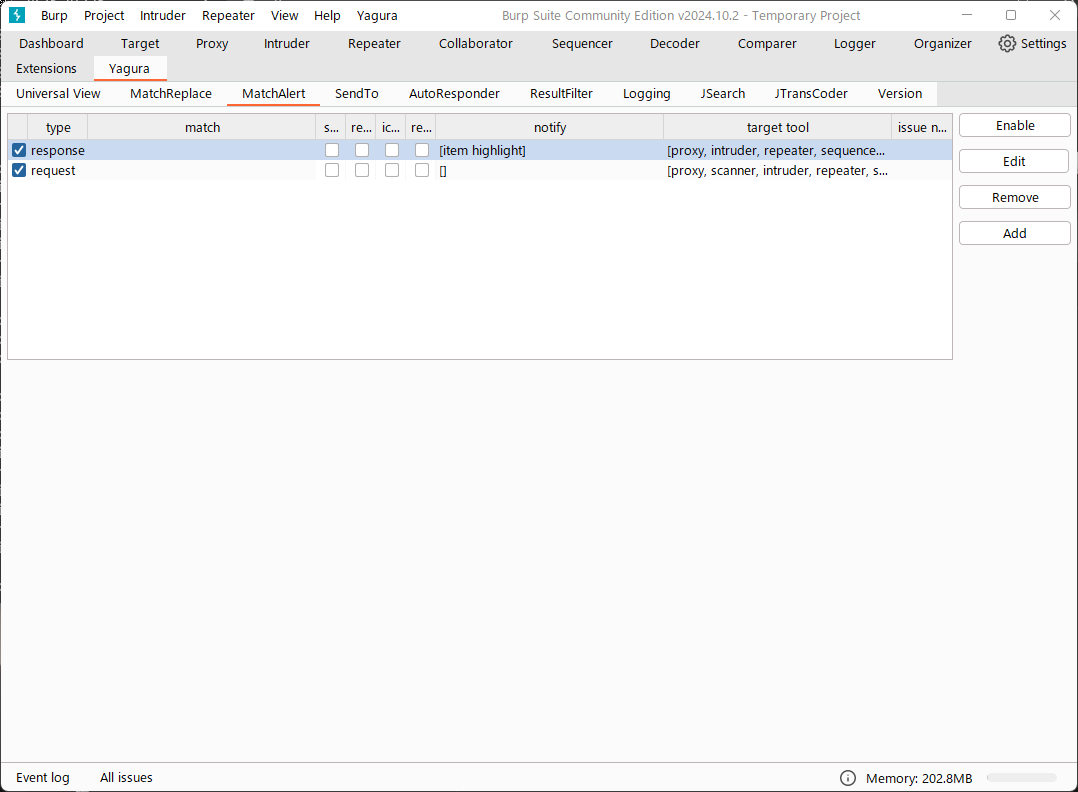 Burp Project Intruder Repeater View Help Yagura Burp Suite Community Edition v2024.10.2 - Temporary Project
Dashboard Target Proxy Intruder Repeater Collaborator Sequencer Decoder Comparer Logger Organizer Settings
Extensions Yagura
Universal View MatchReplace MatchAlert SendTo AutoResponder ResultFilter Logging JSearch JTransCoder Version
type match s... re... ic... re... notify target tool issue n... Enable
response [item highlight] [proxy, intruder, repeater, sequence... Edit
request [] [proxy, scanner, intruder, repeater, s...
Remove
Add
Event log All issues Memory: 202.8MB